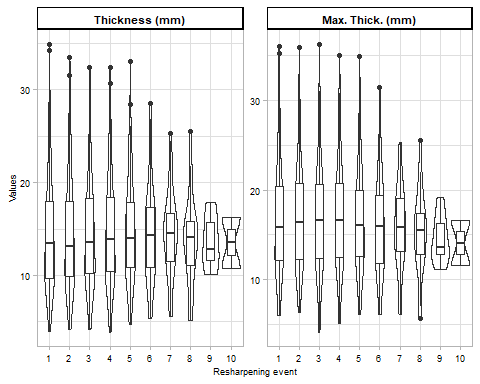 Thickness (mm)
Max. Thick. (mm)
Values
30
20
10
30
20
10
1 2 3 4 5 6 7 8 9 10
1 2 3 4 5 6 7 8 9 10
Resharpening event